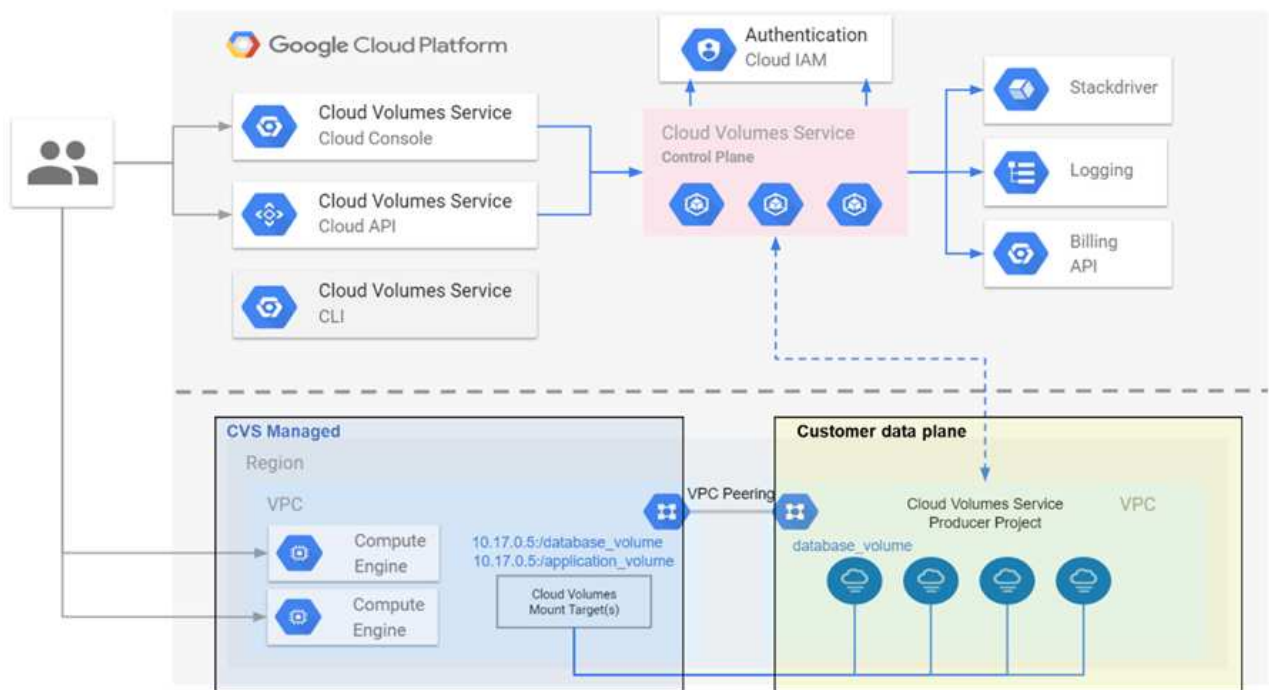 Google Cloud Platform
Authentication
Cloud IAM
Cloud Volumes Service
Cloud Console
Cloud Volumes Service
Cloud API
Cloud Volumes Service
CLI
Cloud Volumes Service
Control Plane
Stackdriver
Logging
Billing
API
CVS Managed
Region
VPC
Compute
Engine
Compute
Engine
10.17.0.5:/database_volume
10.17.0.5:/application_volume
Cloud Volumes
Mount Target(s)
VPC Peering
Customer data plane
Cloud Volumes Service
Producer Project
VPC
database_volume